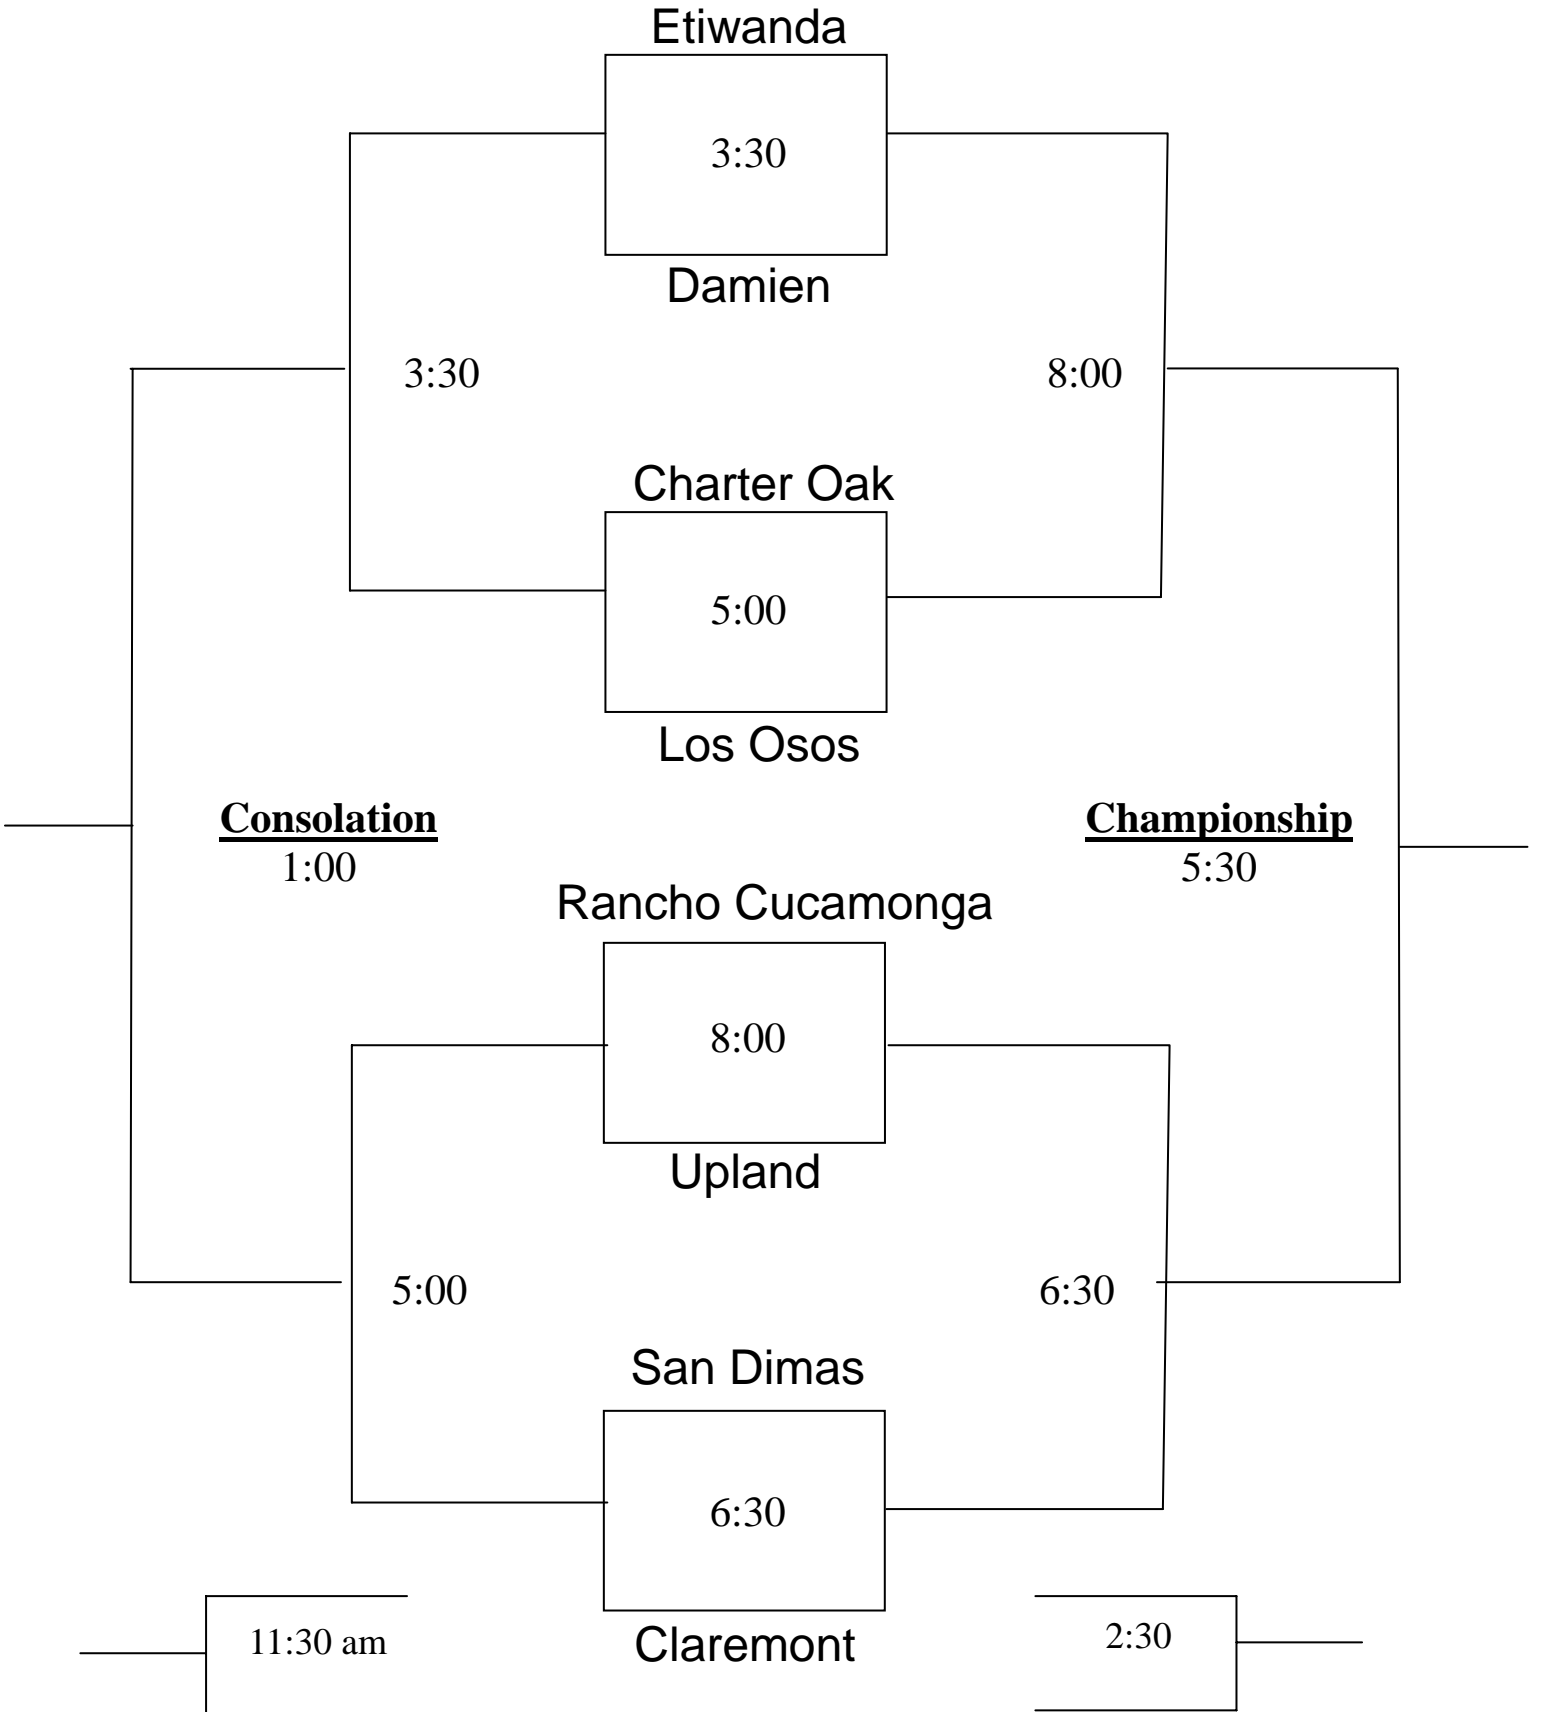 Etiwanda
3:30
Damien
3:30
8:00
Charter Oak
5:00
Los Osos
Consolation
1:00
Championship
5:30
Rancho Cucamonga
8:00
Upland
5:00
6:30
San Dimas
6:30
Claremont
11:30 am
2:30